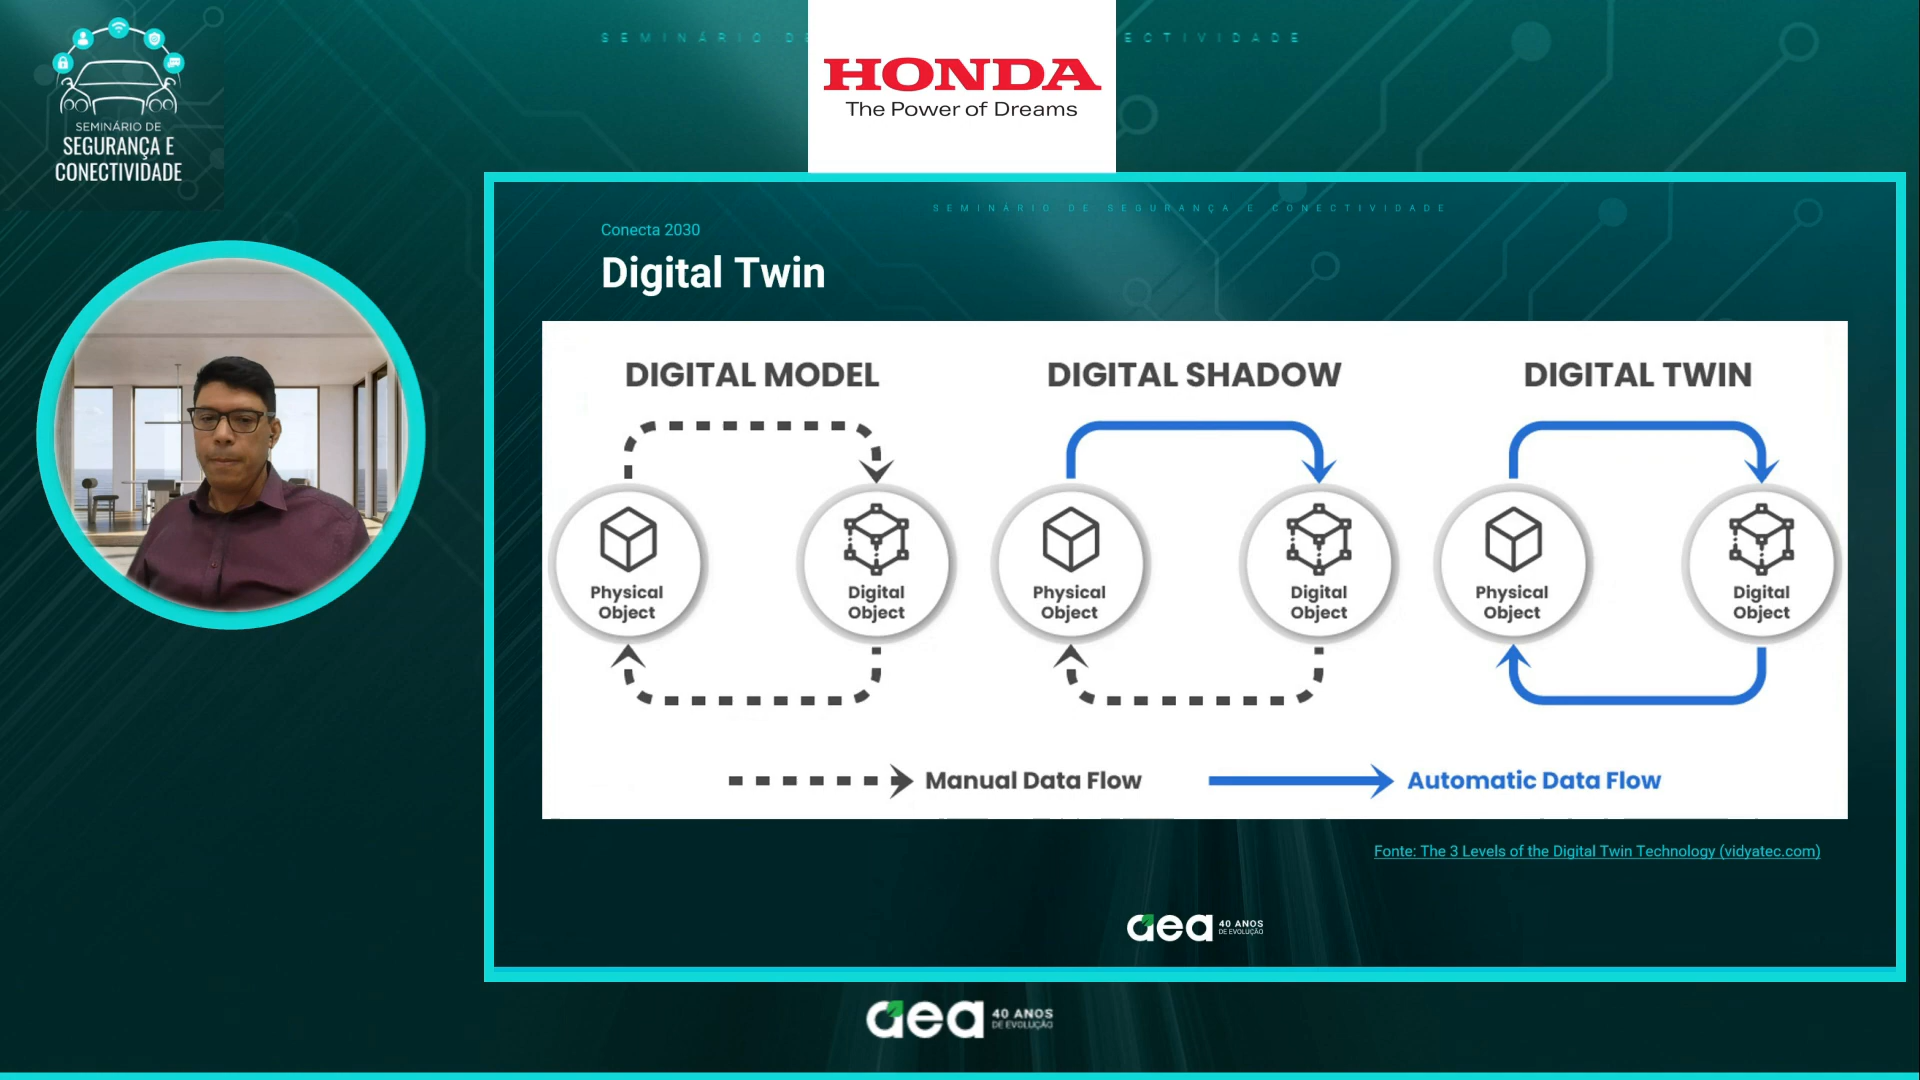 SEMINÁRIO DE
SEGURANÇA E
CONECTIVIDADE
HONDA
The Power of Dreams
SEMINÁRIO DE SEGURANÇA E CONECTIVIDADE
Conecta 2030
Digital Twin
DIGITAL MODEL
DIGITAL SHADOW
DIGITAL TWIN
Physical
Object
Digital
Object
Physical
Object
Digital
Object
Physical
Object
Digital
Object
Manual Data Flow
Automatic Data Flow
Fonte: The 3 Levels of the Digital Twin Technology (vidyatec.com)
aea 40 ANOS
DE EVOLUÇÃO
aea 40 ANOS
DE EVOLUÇÃO